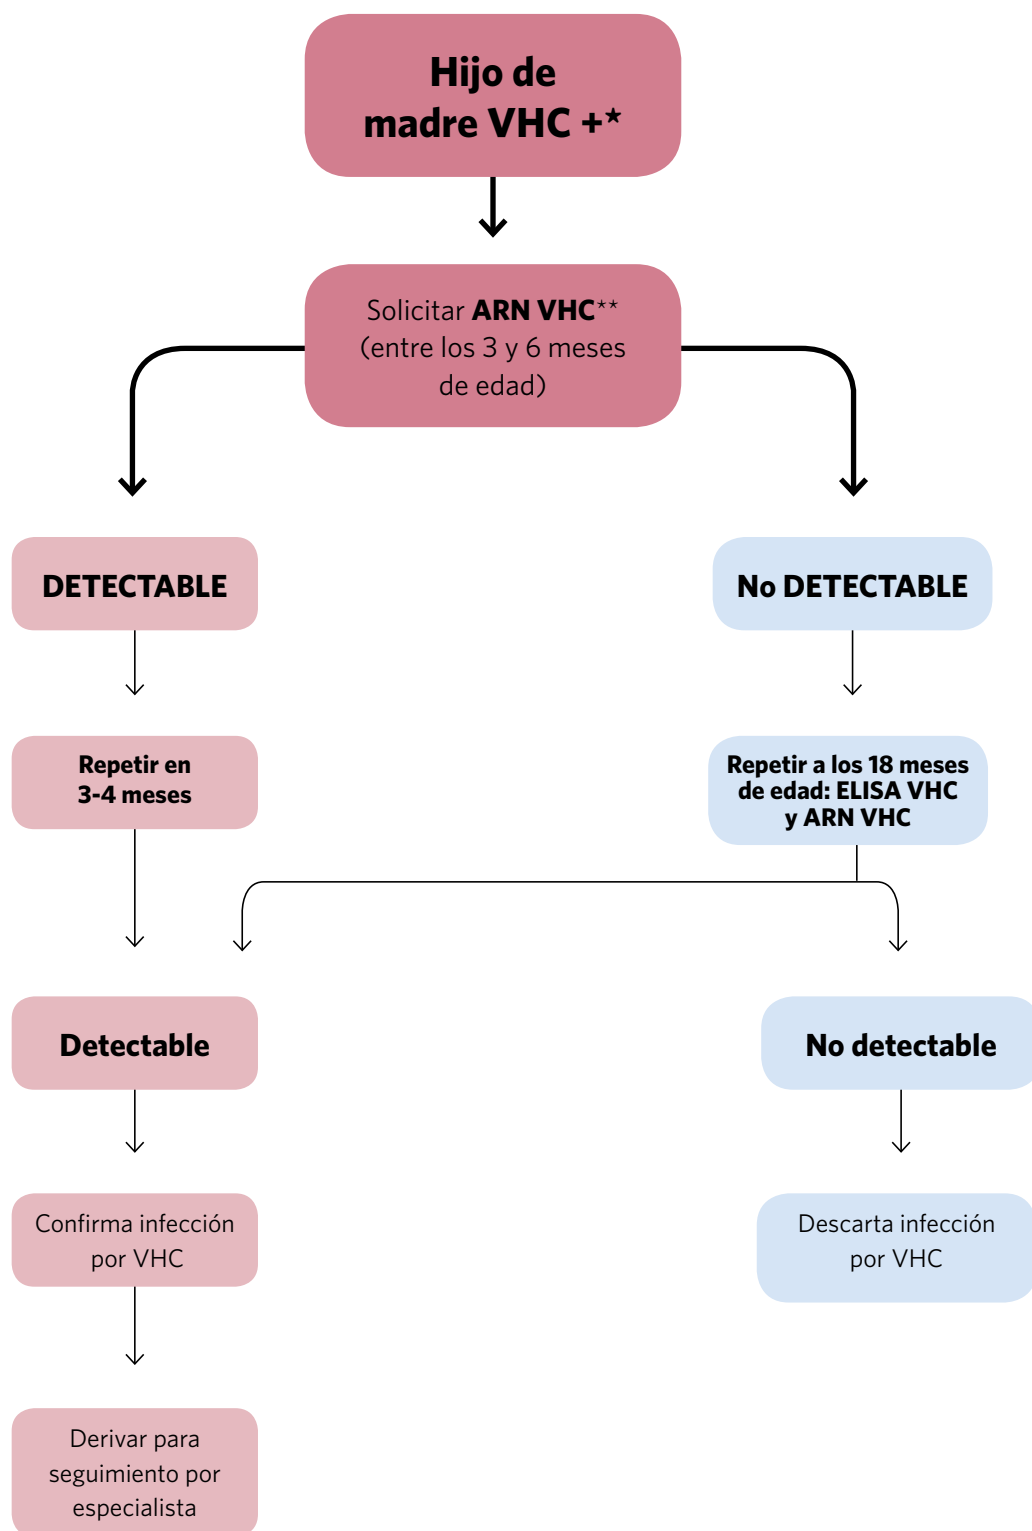 Hijo de
madre VHC +*
Solicitar ARN VHC**
(entre los 3 y 6 meses
de edad)
DETECTABLE
No DETECTABLE
Repetir en
3-4 meses
Repetir a los 18 meses
de edad: ELISA VHC
y ARN VHC
Detectable
No detectable
Confirma infección
por VHC
Descarta infección
por VHC
Derivar para
seguimiento por
especialista